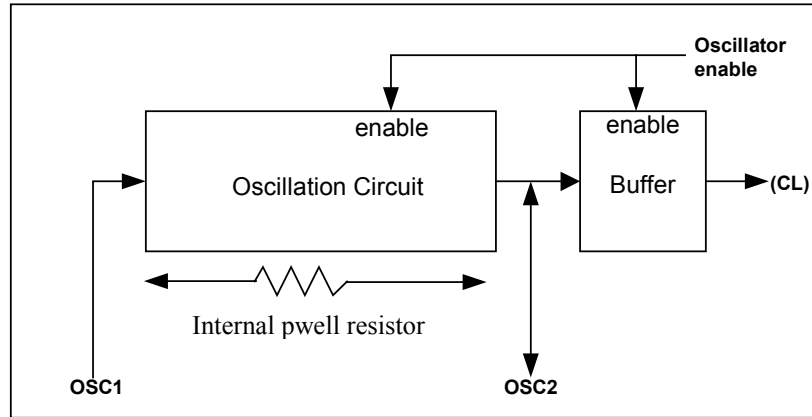 Oscillator
enable
enable
enable
Oscillation Circuit
Buffer
(CL)
Internal pwell resistor
OSC1
OSC2